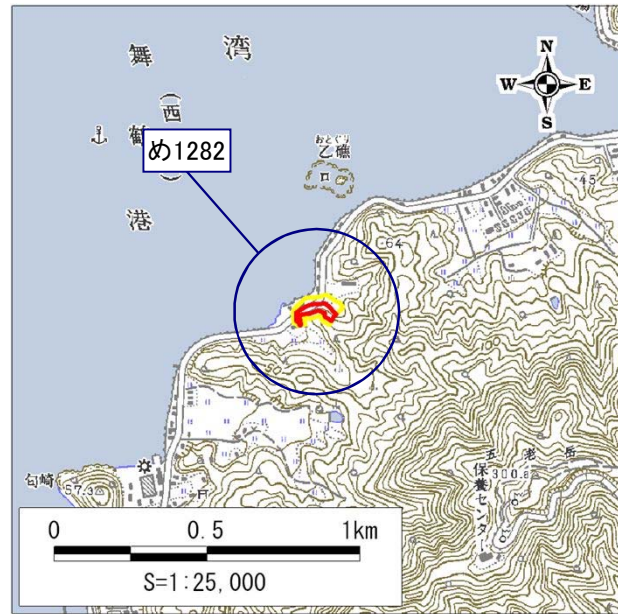 舞鶴港
(西)
湾
N
W E
S
め1282
おとぐり
乙礁
45
64
五老岳
300.8
保養センター
匂崎
57.3
0 0.5 1km
S=1:25,000